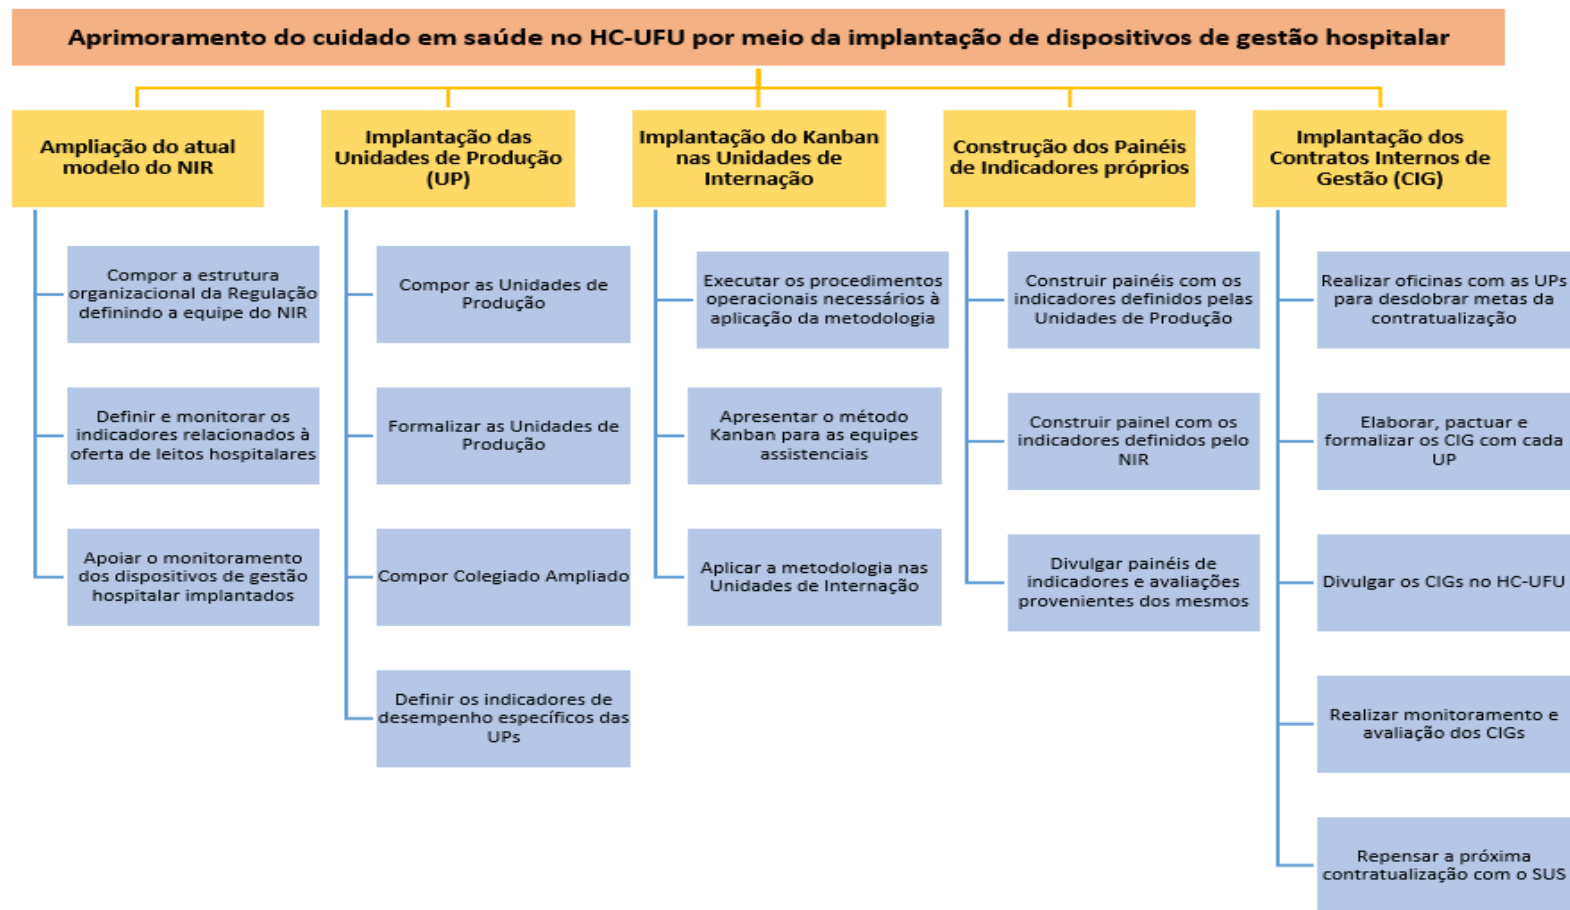 Aprimoramento do cuidado em saúde no HC-UFU por meio da implantação de dispositivos de gestão hospitalar
Ampliação do atual
modelo do NIR
Compor a estrutura
organizacional da Regulação
definindo a equipe do NIR
Definir e monitorar os
indicadores relacionados à
oferta de leitos hospitalares
Apoiar o monitoramento
dos dispositivos de gestão
hospitalar implantados
Implantação das
Unidades de Produção
(UP)
Compor as Unidades de
Produção
Formalizar as Unidades de
Produção
Compor Colegiado Ampliado
Definir os indicadores de
desempenho específicos das
UPs
Implantação do Kanban
nas Unidades de
Internação
Executar os procedimentos
operacionais necessários à
aplicação da metodologia
Apresentar o método
Kanban para as equipes
assistenciais
Aplicar a metodologia nas
Unidades de Internação
Construção dos Painéis
de Indicadores próprios
Construir painéis com os
indicadores definidos pelas
Unidades de Produção
Construir painel com os
indicadores definidos pelo
NIR
Divulgar painéis de
indicadores e avaliações
provenientes dos mesmos
Implantação dos
Contratos Internos de
Gestão (CIG)
Realizar oficinas com as UPs
para desdobrar metas da
contratualização
Elaborar, pactuar e
formalizar os CIG com cada
UP
Divulgar os CIGs no HC-UFU
Realizar monitoramento e
avaliação dos CIGs
Repensar a próxima
contratualização com o SUS